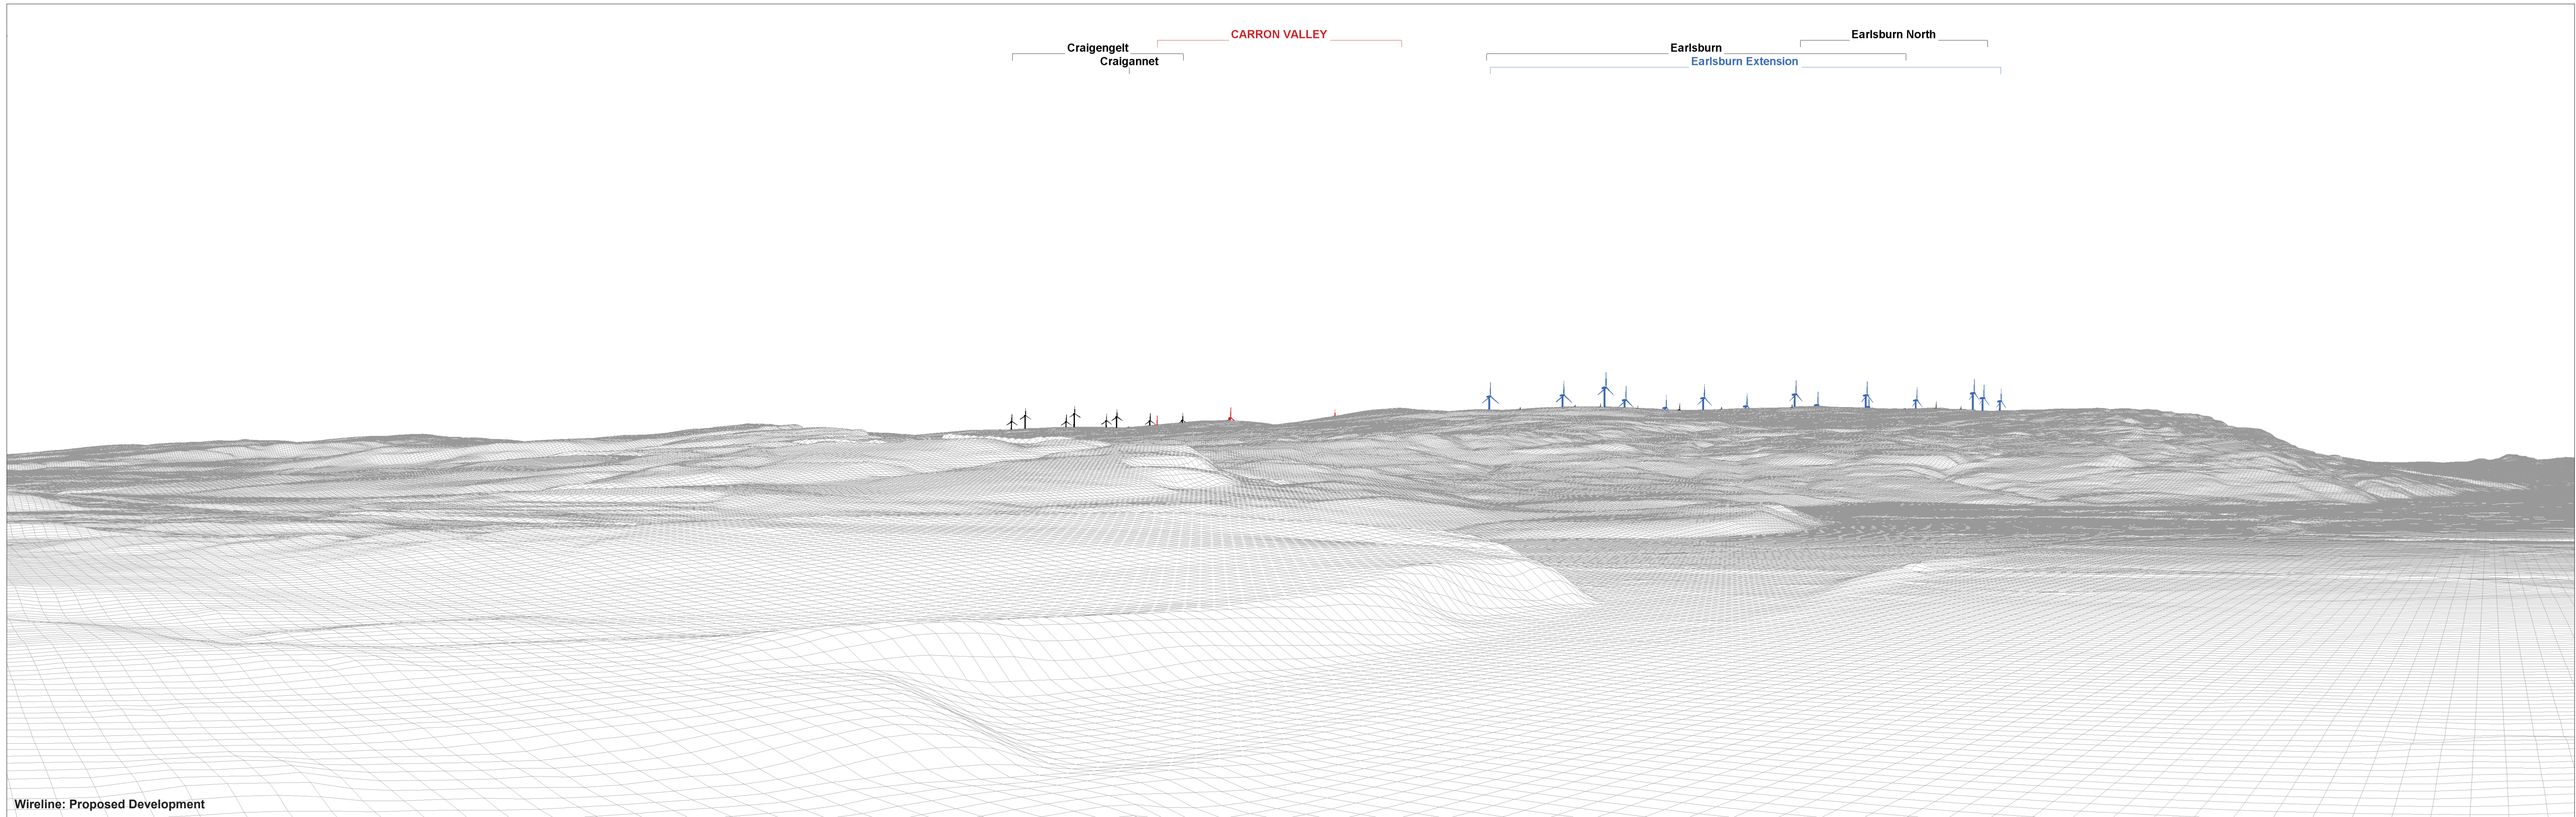 CARRON VALLEY
Earlsburn North
Craigengelt
Earlsburn
Craigannet
Earlsburn Extension
Wireline: Proposed Development